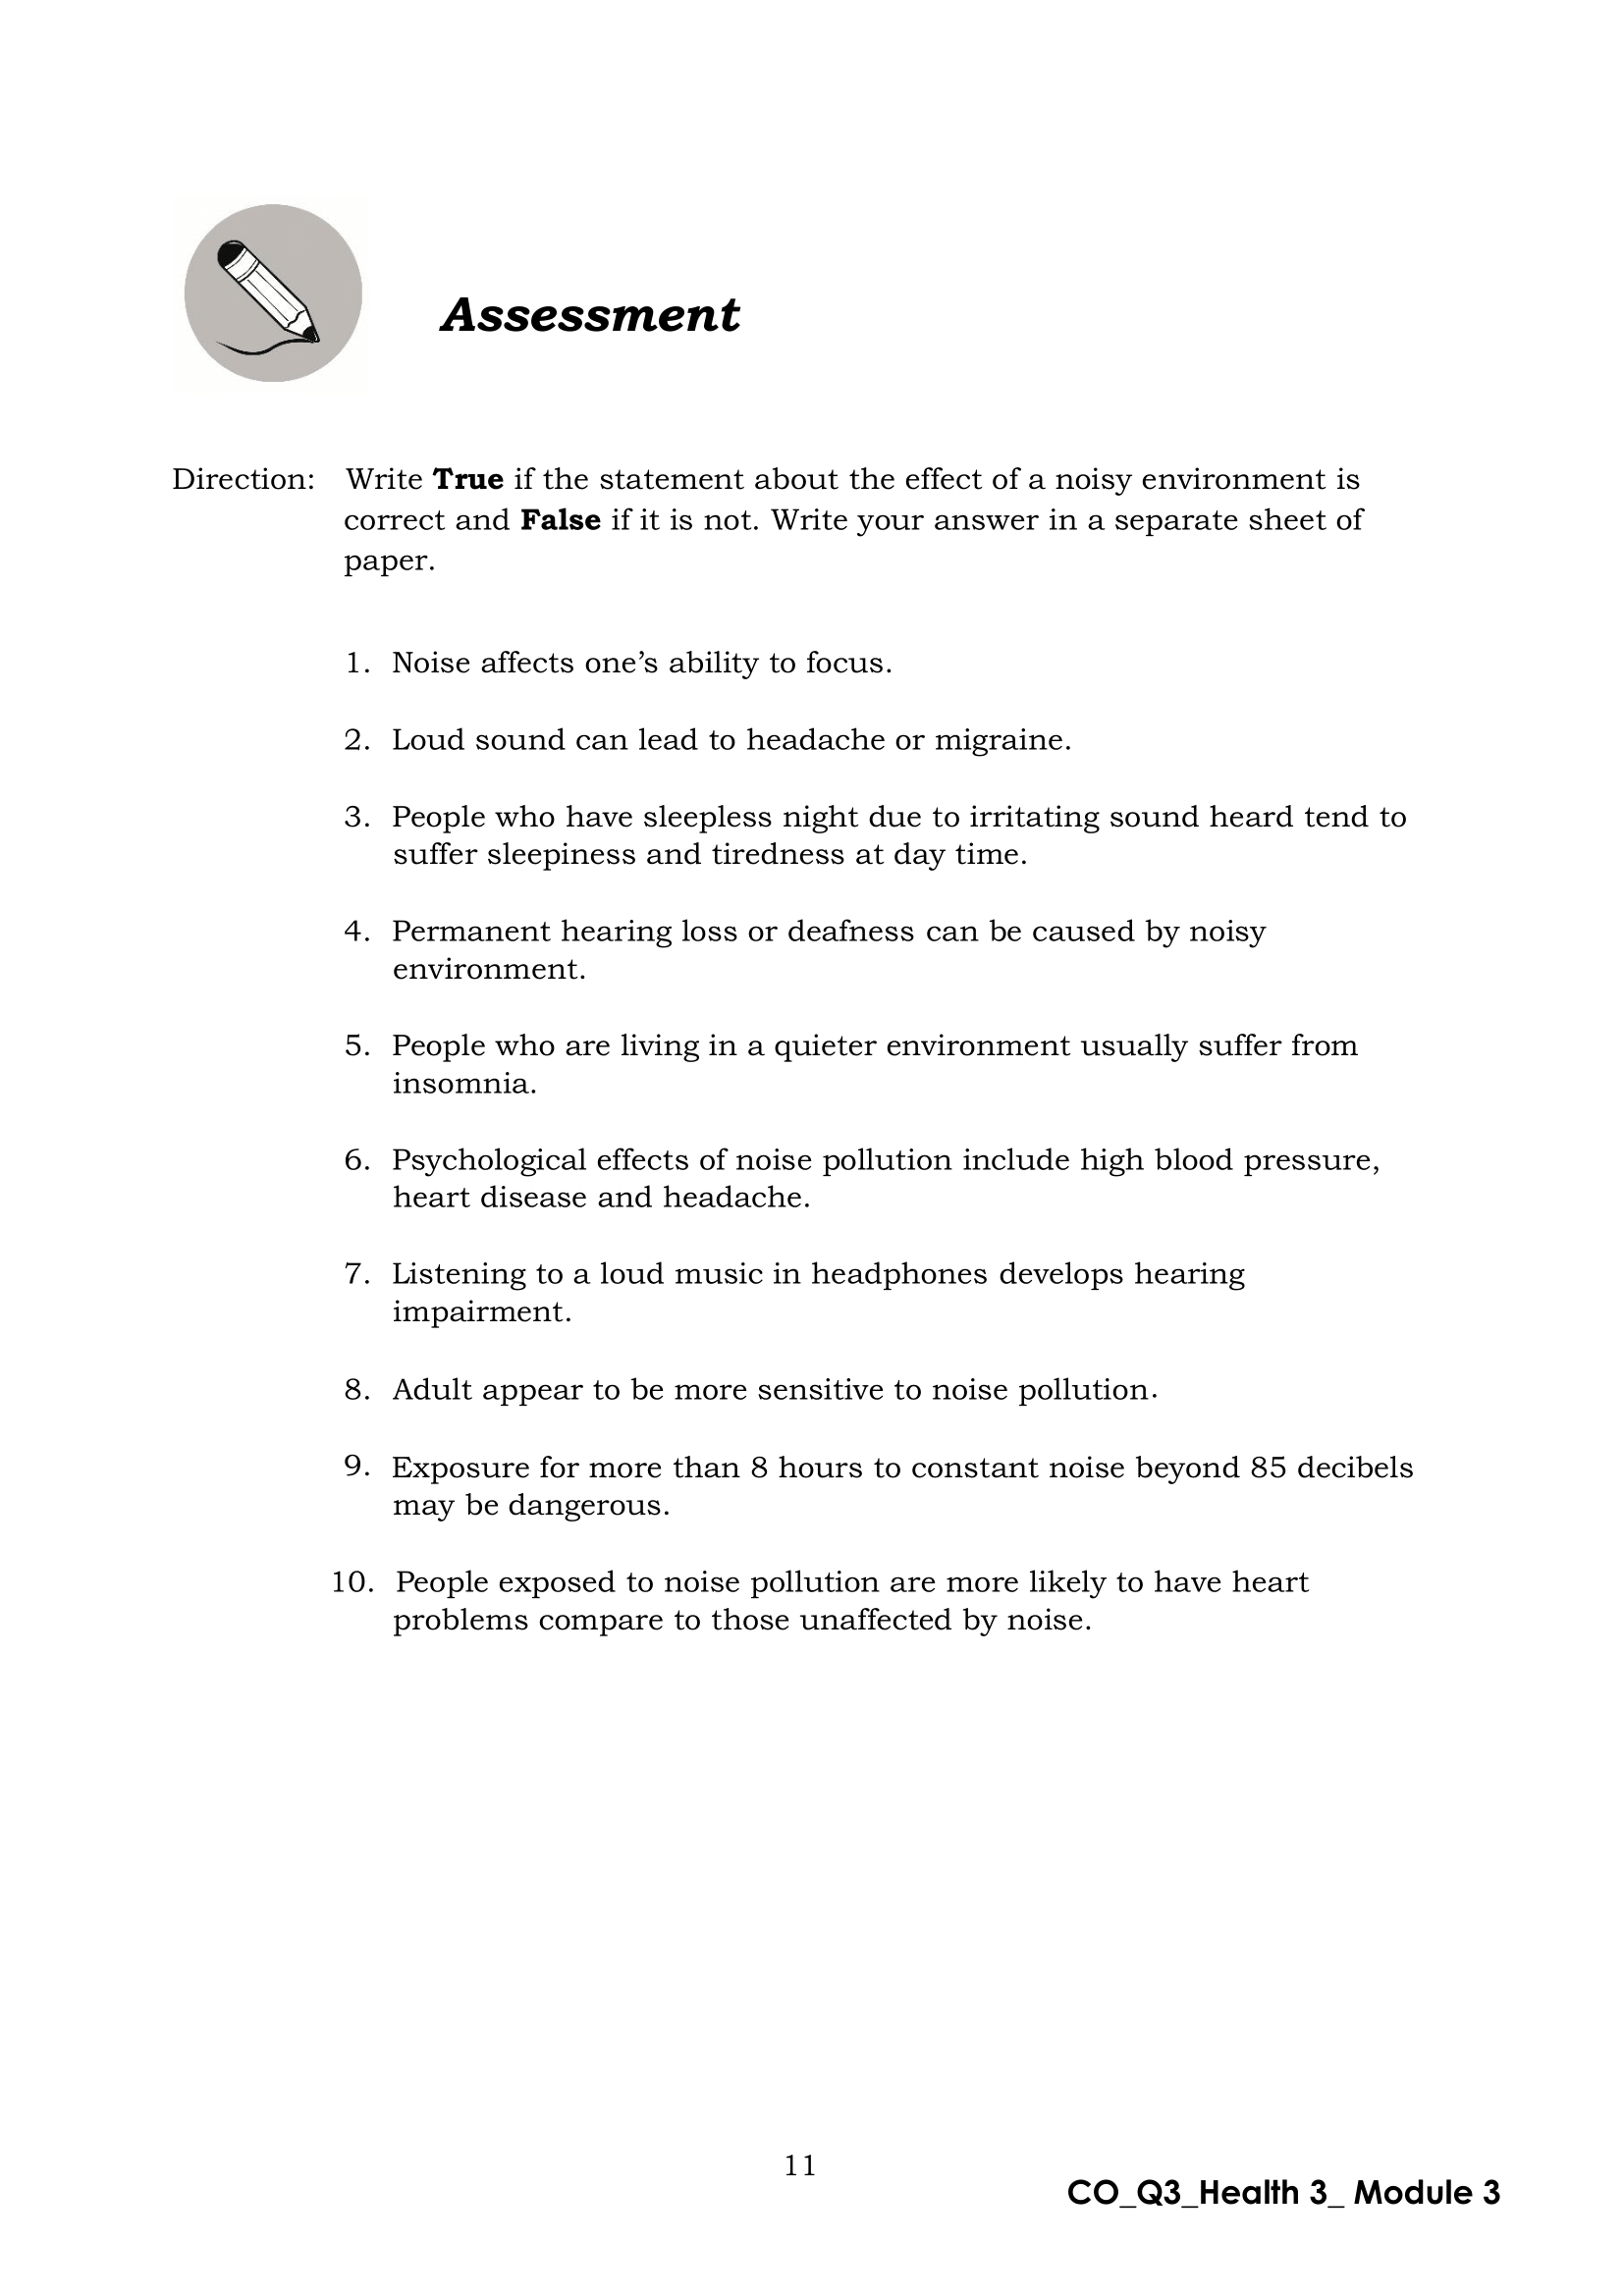 Assessment
Direction: Write True if the statement about the effect of a noisy environment is
correct and False if it is not. Write your answer in a separate sheet of
paper.
1. Noise affects one’s ability to focus.
2. Loud sound can lead to headache or migraine.
3. People who have sleepless night due to irritating sound heard tend to
suffer sleepiness and tiredness at day time.
4. Permanent hearing loss or deafness can be caused by noisy
environment.
5. People who are living in a quieter environment usually suffer from
insomnia.
6. Psychological effects of noise pollution include high blood pressure,
heart disease and headache.
7. Listening to a loud music in headphones develops hearing
impairment.
8. Adult appear to be more sensitive to noise pollution.
9. Exposure for more than 8 hours to constant noise beyond 85 decibels
may be dangerous.
10. People exposed to noise pollution are more likely to have heart
problems compare to those unaffected by noise.
11
CO_Q3_Health 3_ Module 3